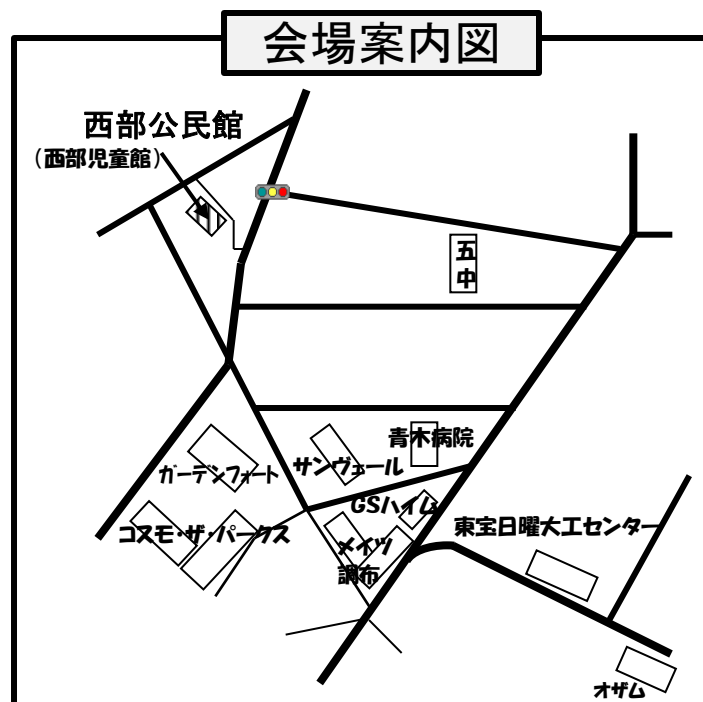 会場案内図
西部公民館
（西部児童館）
五
中
青木病院
サンヴェール
ガーデンフォート
GSハイム
コスモ・ザ・パークス
メイツ
調布
東宝日曜大工センター
オザム